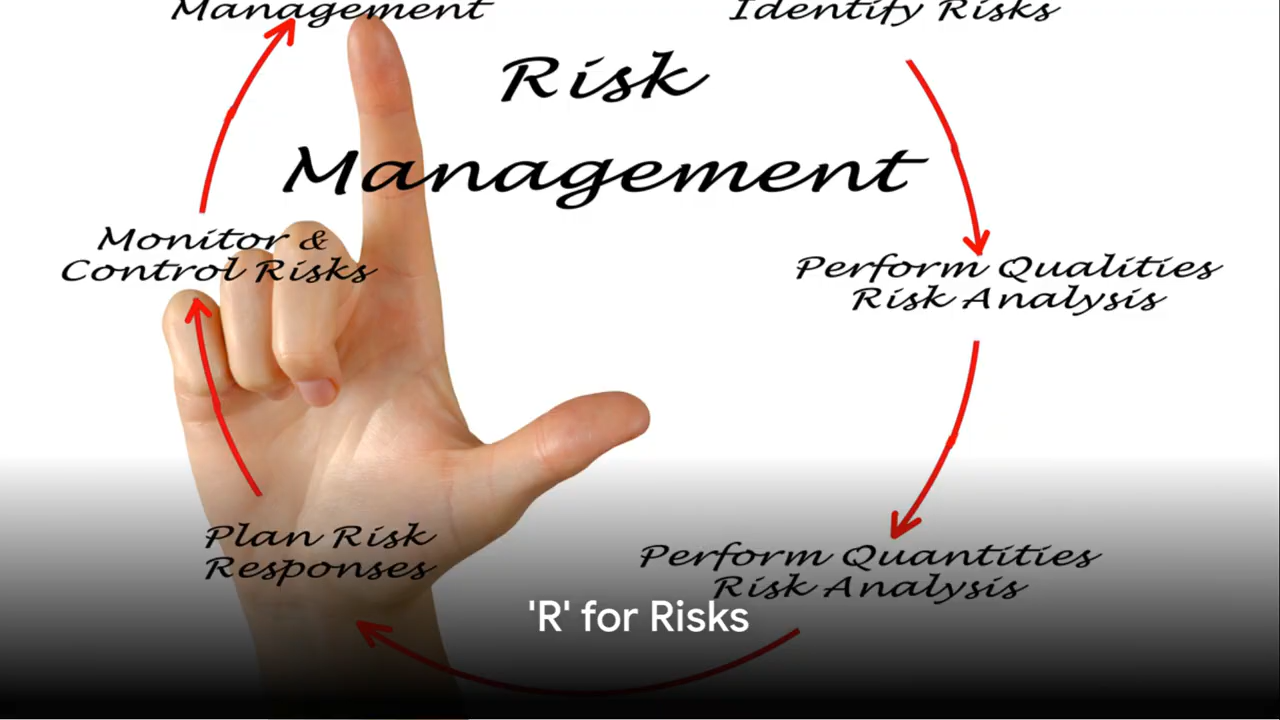 Management
Identify Risks
Risk
Management
Monitor &
Control Risks
Perform Qualities
Risk Analysis
Plan Risk
Responses
Perform Quantities
Risk Analysis
'R' for Risks